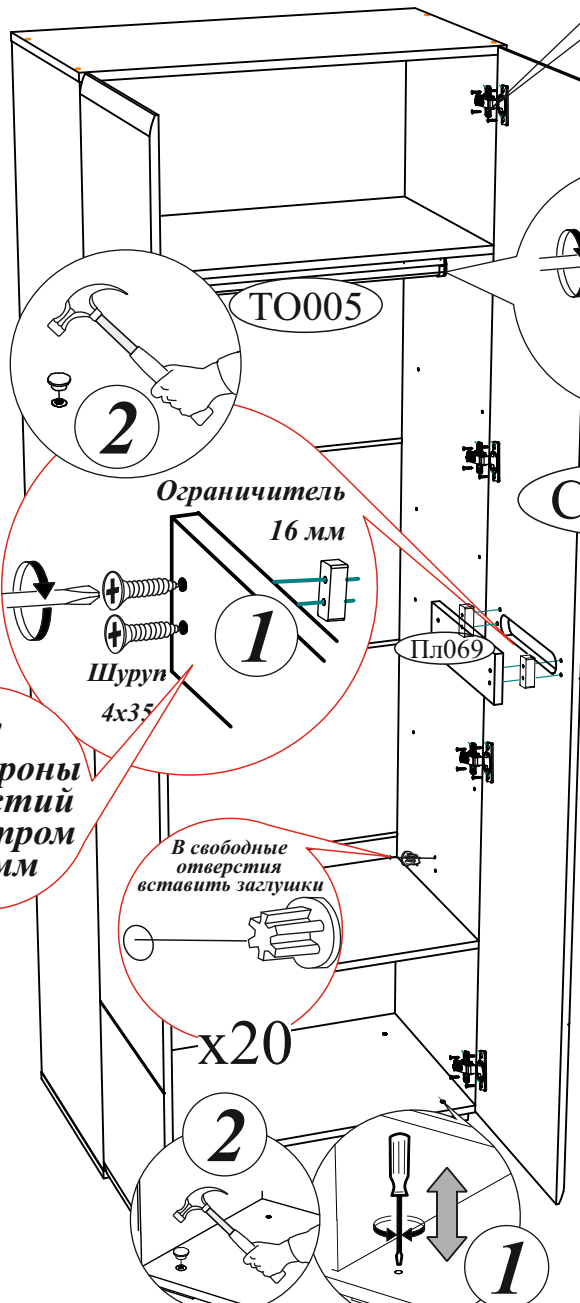 ТО005
2
Ограничитель
16 мм
С
1
Пл069
Шуруп
4х35
роны
стий
тром
мм
В свободные
отверстия
вставить заглушки
х20
2
1